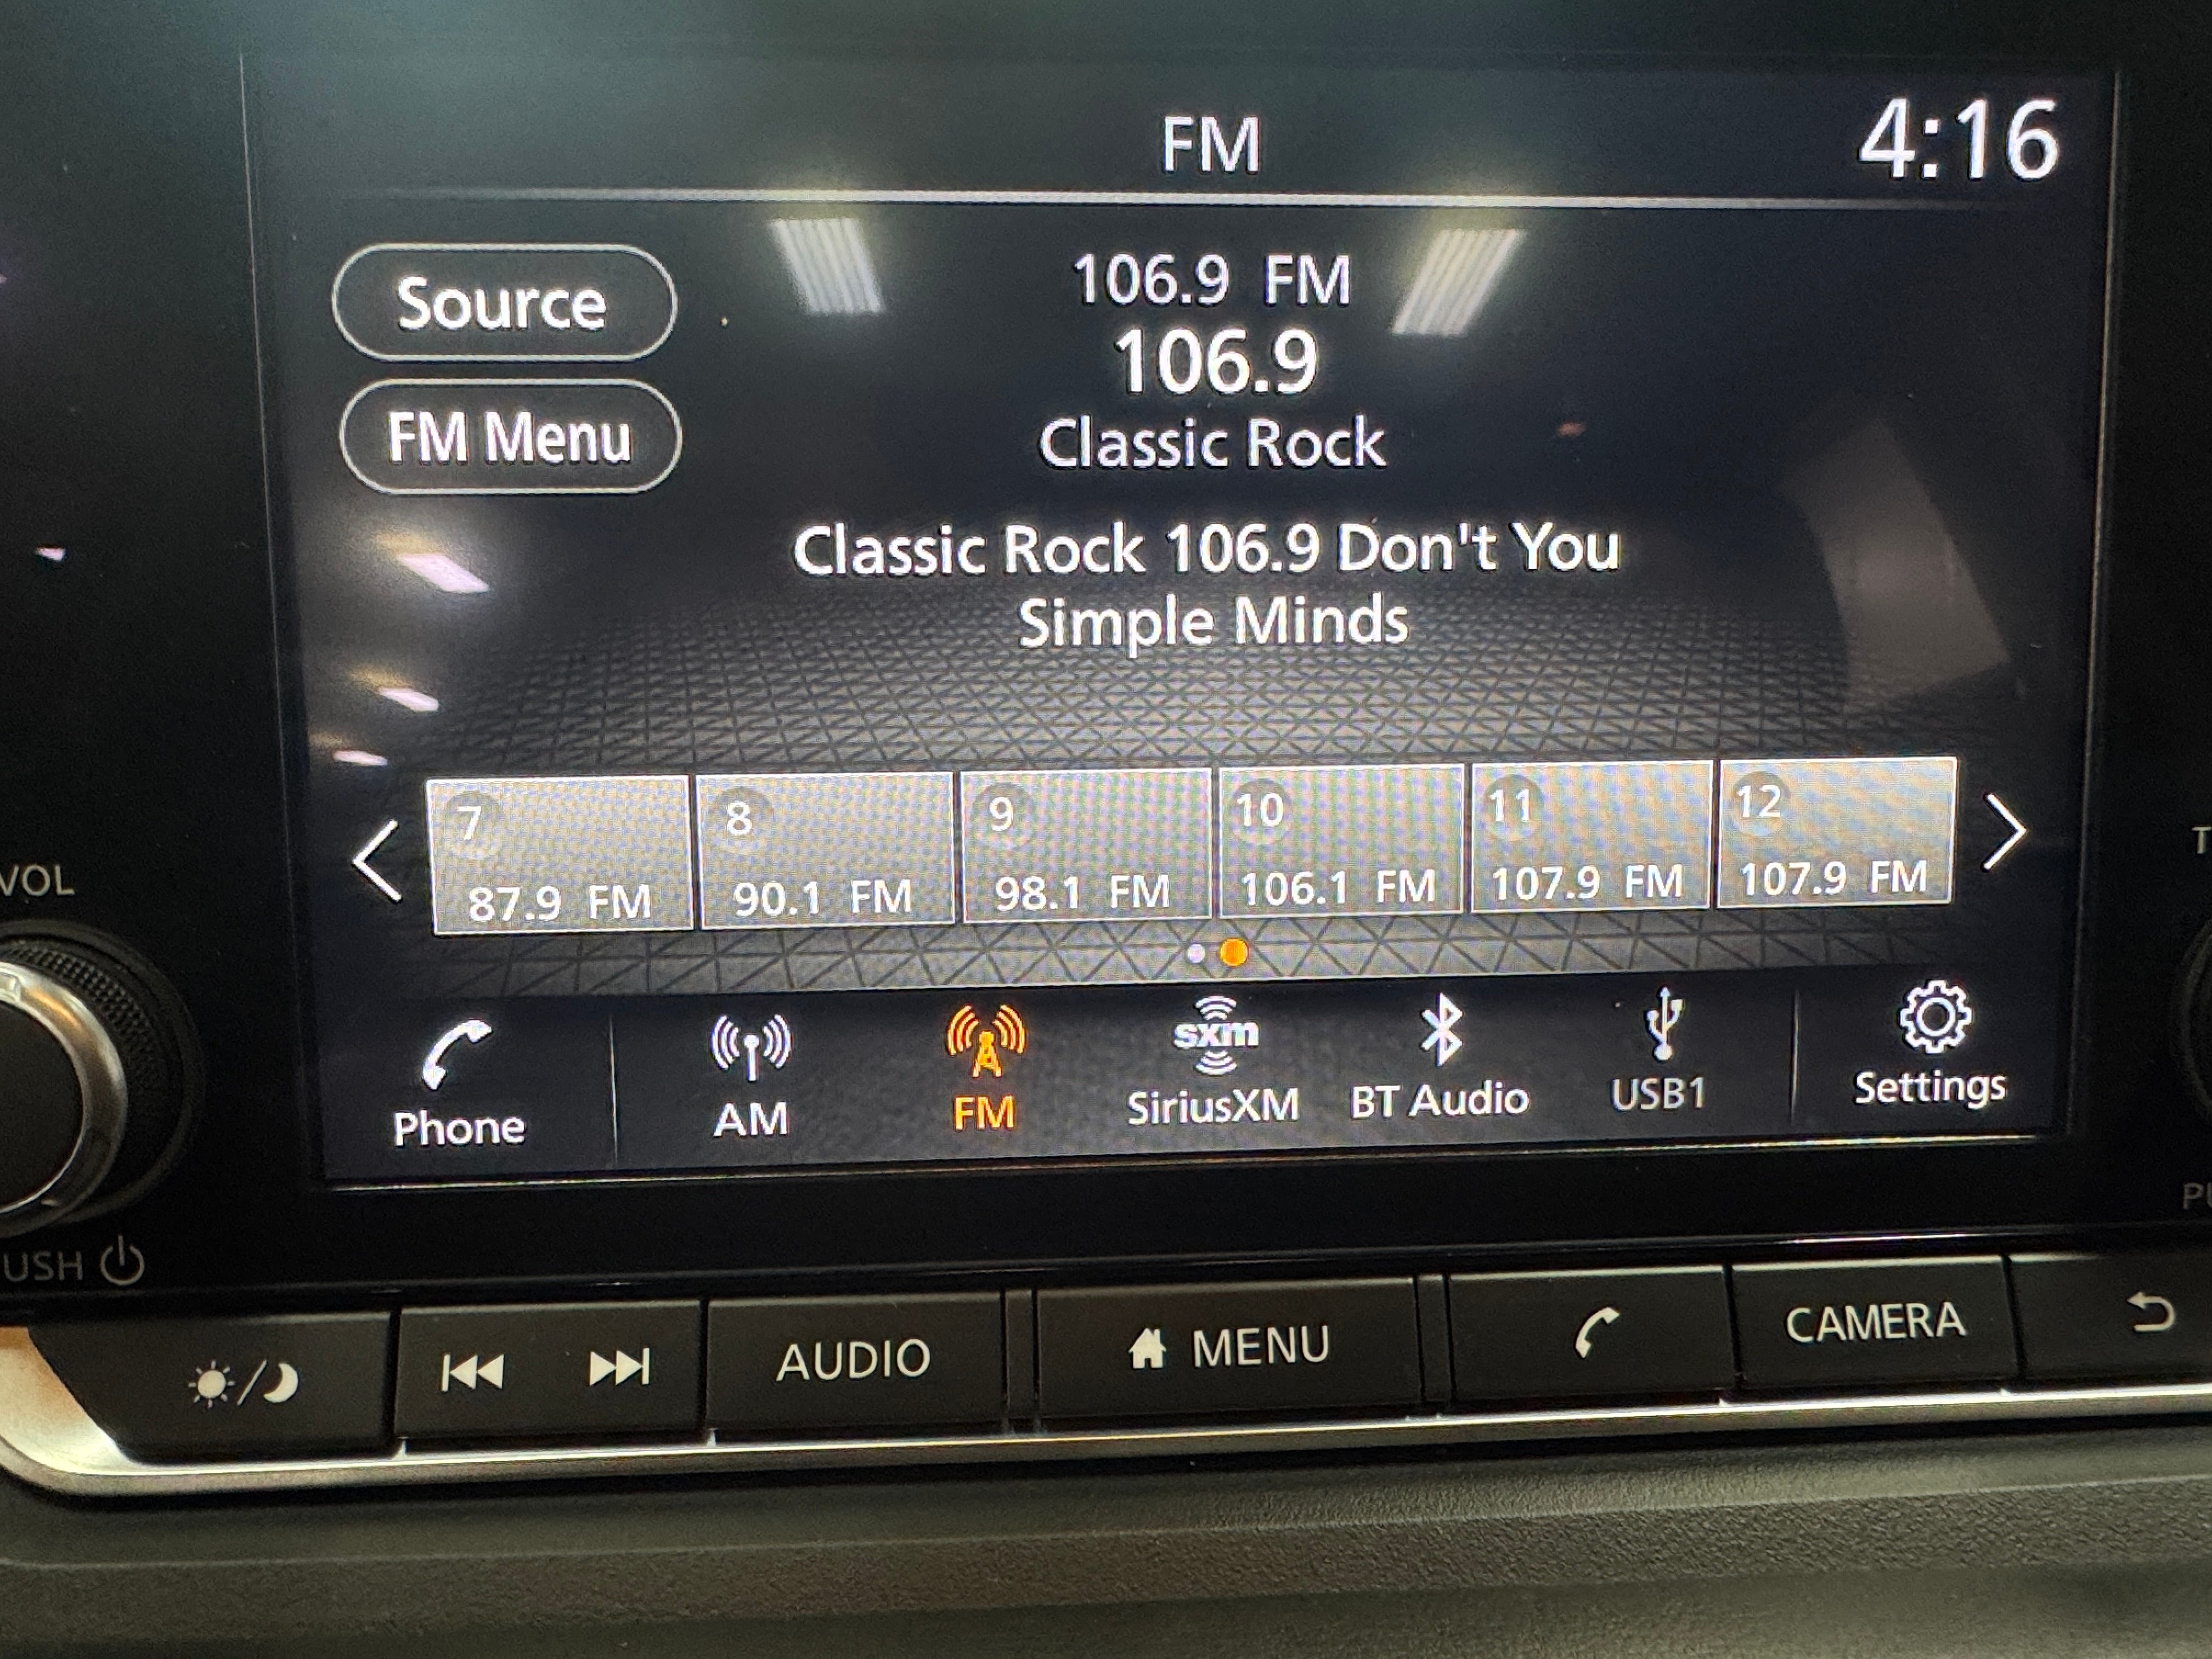 FM
4:16
Source
106.9 FM
106.9
FM Menu
Classic Rock
Classic Rock 106.9 Don't You
Simple Minds
7
8
9
10
11
12
87.9 FM
90.1 FM
98.1 FM
106.1 FM
107.9 FM
107.9 FM
VOL
sxm
Phone
AM
FM
SiriusXM
BT Audio
USB1
Settings
USH
AUDIO
MENU
CAMERA